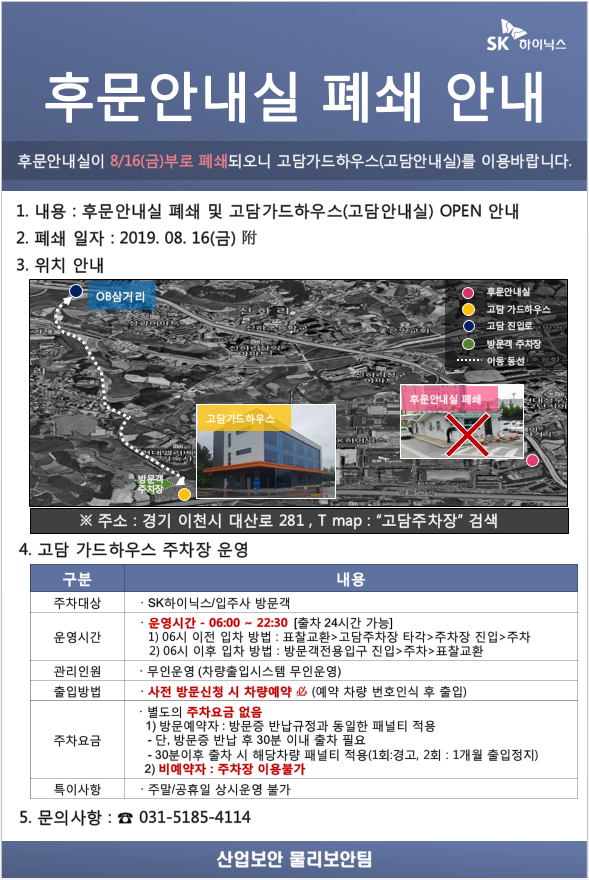 SK 하이닉스
후문안내실 폐쇄 안내
후문안내실이 8/16(금)부로 폐쇄되오니 고담가드하우스(고담안내실)를 이용바랍니다.
1. 내용 : 후문안내실 폐쇄 및 고담가드하우스(고담안내실) OPEN 안내
2. 폐쇄 일자 : 2019. 08. 16(금) 附
3. 위치 안내
OB삼거리
후문안내실
고담 가드하우스
고담 진입로
방문객 주차장
이동 동선
신하리
고담가드하우스
후문안내실 폐쇄
방문객
주차장
※ 주소 : 경기 이천시 대산로 281 , T map : “고담주차장” 검색
4. 고담 가드하우스 주차장 운영
구분 내용
주차대상 · SK하이닉스/입주사 방문객
운영시간 · 운영시간 - 06:00 ~ 22:30 [출차 24시간 가능]
1) 06시 이전 입차 방법 : 표찰교환>고담주차장 타각>주차장 진입>주차
2) 06시 이후 입차 방법 : 방문객전용입구 진입>주차>표찰교환
관리인원 · 무인운영 (차량출입시스템 무인운영)
출입방법 · 사전 방문신청 시 차량예약 必 (예약 차량 번호인식 후 출입)
주차요금 · 별도의 주차요금 없음
1) 방문예약자 : 방문증 반납규정과 동일한 패널티 적용
- 단, 방문증 반납 후 30분 이내 출차 필요
- 30분이후 출차 시 해당차량 패널티 적용(1회:경고, 2회 : 1개월 출입정지)
2) 비예약자 : 주차장 이용불가
특이사항 · 주말/공휴일 상시운영 불가
5. 문의사항 : ☎ 031-5185-4114
산업보안 물리보안팀